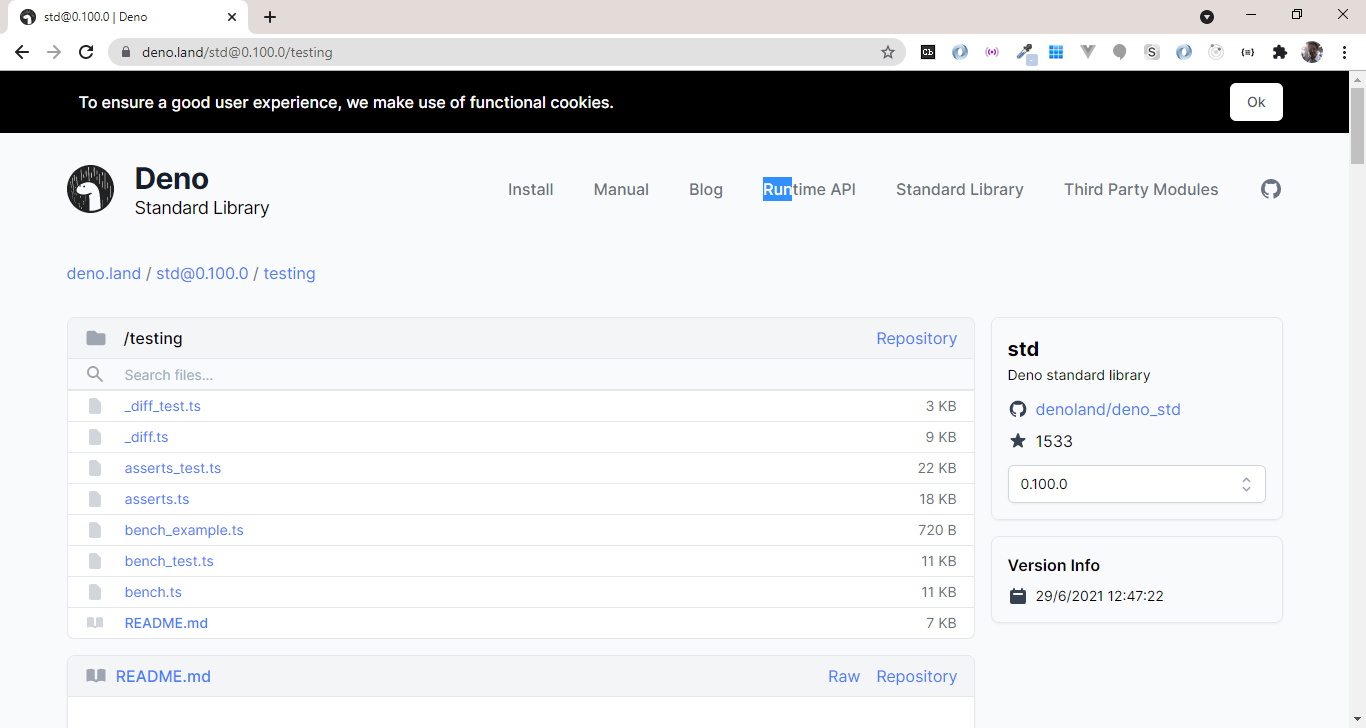 std@0.100.0 | Deno
deno.land/std@0.100.0/testing
To ensure a good user experience, we make use of functional cookies.
Ok
Deno
Standard Library
Install Manual Blog Runtime API Standard Library Third Party Modules
deno.land / std@0.100.0 / testing
/testing Repository
Search files...
_diff_test.ts 3 KB
_diff.ts 9 KB
asserts_test.ts 22 KB
asserts.ts 18 KB
bench_example.ts 720 B
bench_test.ts 11 KB
bench.ts 11 KB
README.md 7 KB
README.md Raw Repository
std
Deno standard library
denoland/deno_std
1533
0.100.0
Version Info
29/6/2021 12:47:22